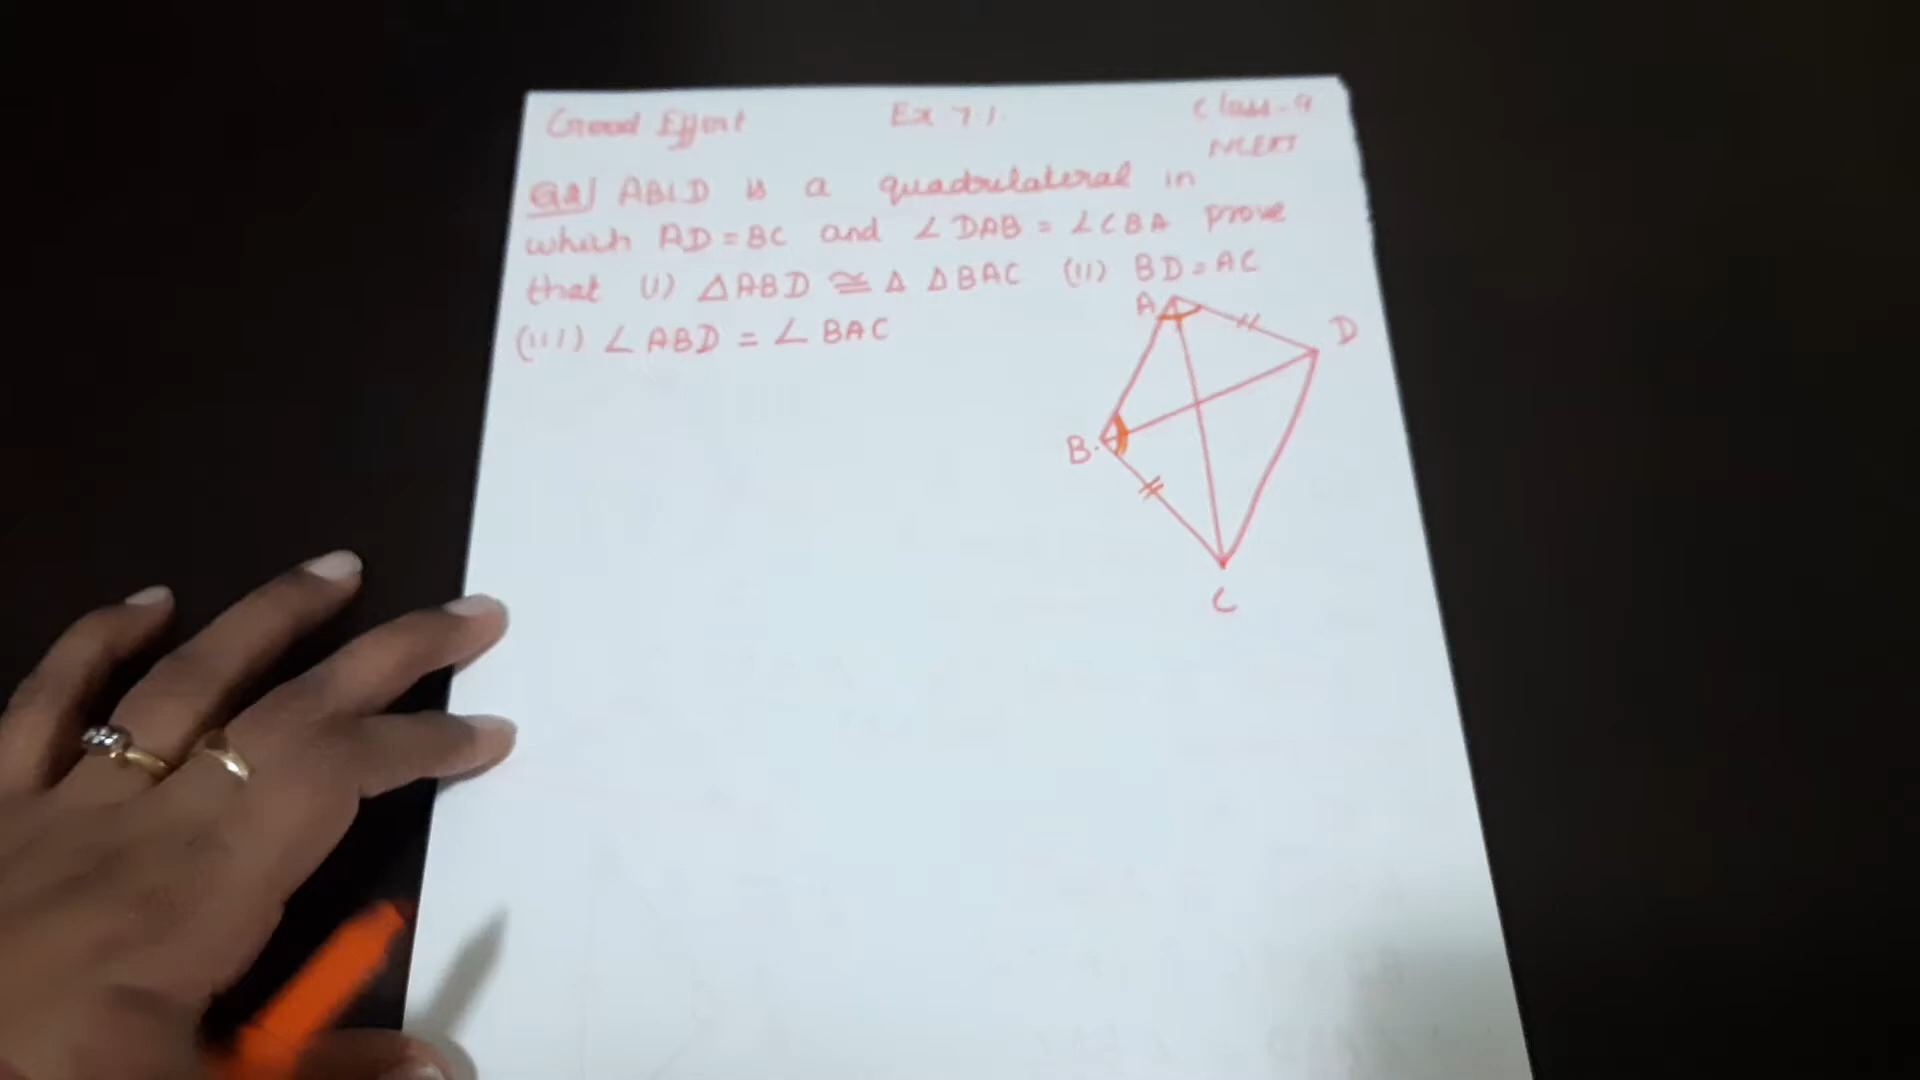 Good Effort Ex 7.1 Class-9
NCERT
Q2) ABCD is a quadrilateral in
which AD = BC and ∠DAB = ∠CBA prove
that (i) △ABD ≅ △ △BAC (ii) BD = AC
(iii) ∠ABD = ∠BAC
A
D
B
C